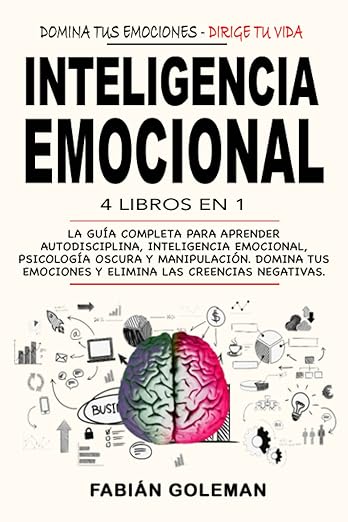 DOMINA TUS EMOCIONES - DIRIGE TU VIDA
INTELIGENCIA
EMOCIONAL
4 LIBROS EN 1
LA GUÍA COMPLETA PARA APRENDER
AUTODISCIPLINA, INTELIGENCIA EMOCIONAL,
PSICOLOGÍA OSCURA Y MANIPULACIÓN. DOMINA TUS
EMOCIONES Y ELIMINA LAS CREENCIAS NEGATIVAS.
BUSI
FABIÁN GOLEMAN